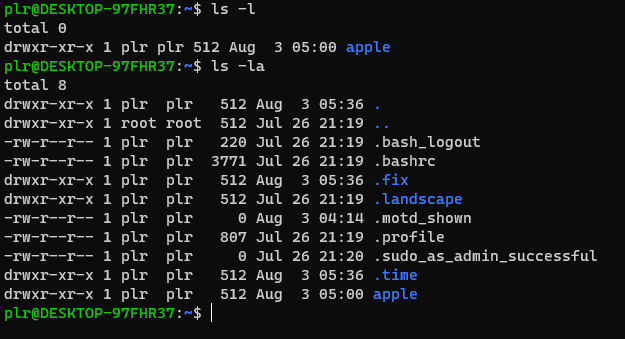 plr@DESKTOP-97FHR37:~$ ls -l
total 0
drwxr-xr-x 1 plr plr 512 Aug  3 05:00 apple
plr@DESKTOP-97FHR37:~$ ls -la
total 8
drwxr-xr-x 1 plr  plr   512 Aug  3 05:36 .
drwxr-xr-x 1 root root  512 Jul 26 21:19 ..
-rw-r--r-- 1 plr  plr   220 Jul 26 21:19 .bash_logout
-rw-r--r-- 1 plr  plr  3771 Jul 26 21:19 .bashrc
drwxr-xr-x 1 plr  plr   512 Aug  3 05:36 .fix
drwxr-xr-x 1 plr  plr   512 Jul 26 21:19 .landscape
-rw-r--r-- 1 plr  plr     0 Aug  3 04:14 .motd_shown
-rw-r--r-- 1 plr  plr   807 Jul 26 21:19 .profile
-rw-r--r-- 1 plr  plr     0 Jul 26 21:20 .sudo_as_admin_successful
drwxr-xr-x 1 plr  plr   512 Aug  3 05:36 .time
drwxr-xr-x 1 plr  plr   512 Aug  3 05:00 apple
plr@DESKTOP-97FHR37:~$